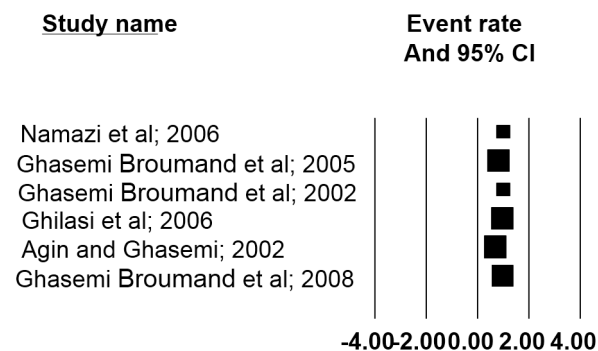 Study name
Event rate
And 95% CI
Namazi et al; 2006
Ghasemi Broumand et al; 2005
Ghasemi Broumand et al; 2002
Ghilasi et al; 2006
Agin and Ghasemi; 2002
Ghasemi Broumand et al; 2008
-4.00 -2.00 0.00 2.00 4.00